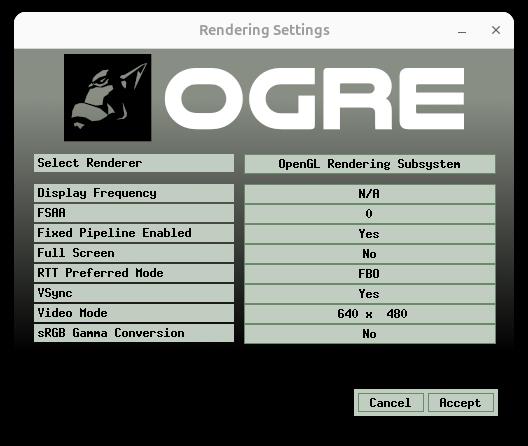 Rendering Settings
OGRE
Select Renderer OpenGL Rendering Subsystem
Display Frequency N/A
FSAA 0
Fixed Pipeline Enabled Yes
Full Screen No
RTT Preferred Mode FBO
VSync Yes
Video Mode 640 x  480
sRGB Gamma Conversion No
Cancel Accept